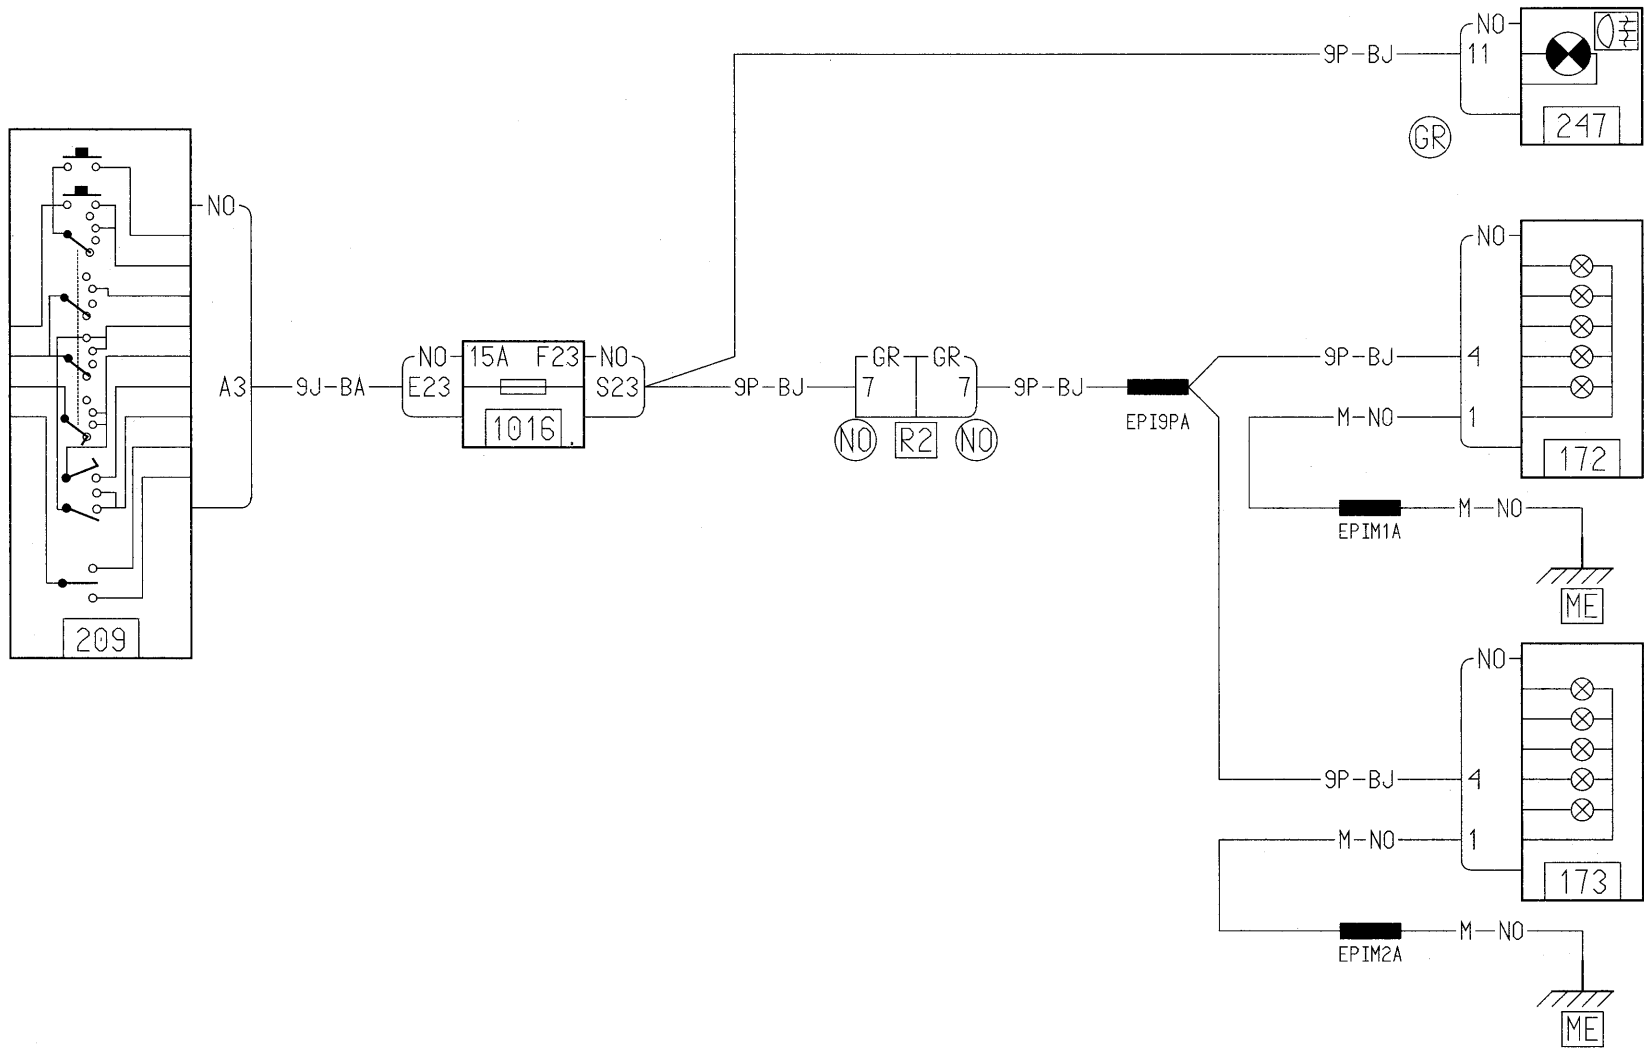 NO
9P-BJ
11
GR
247
NO
A3
209
9J-BA
NO
E23
15A
F23
1016
NO
S23
9P-BJ
GR
GR
7
7
NO
R2
NO
9P-BJ
EPI9PA
NO
9P-BJ
4
M-NO
1
172
EPIM1A
M-NO
ME
NO
9P-BJ
4
M-NO
1
173
EPIM2A
M-NO
ME